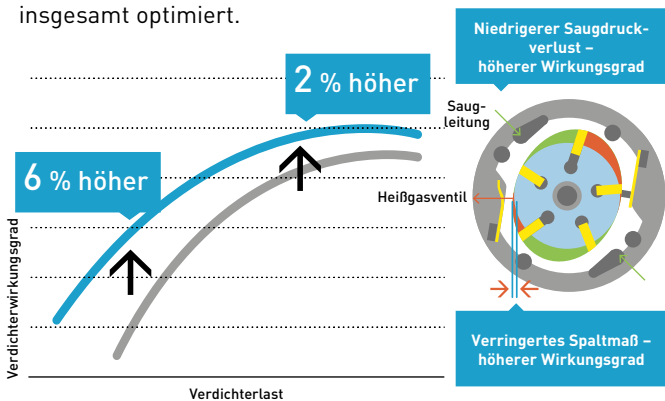 insgesamt optimiert.
2 % höher
6 % höher
Verdichterwirkungsgrad
Verdichterlast
Niedrigerer Saugdruck-
verlust –
höherer Wirkungsgrad
Saug-
leitung
Heißgasventil
Verringertes Spaltmaß –
höherer Wirkungsgrad